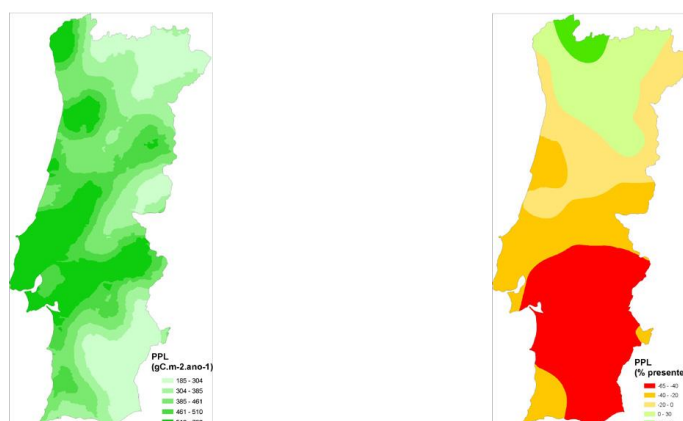 PPL
(gC.m-2.ano-1)
185 - 304
304 - 385
385 - 461
461 - 510
PPL
(% presente)
-65 - -40
-40 - -20
-20 - 0
0 - 30